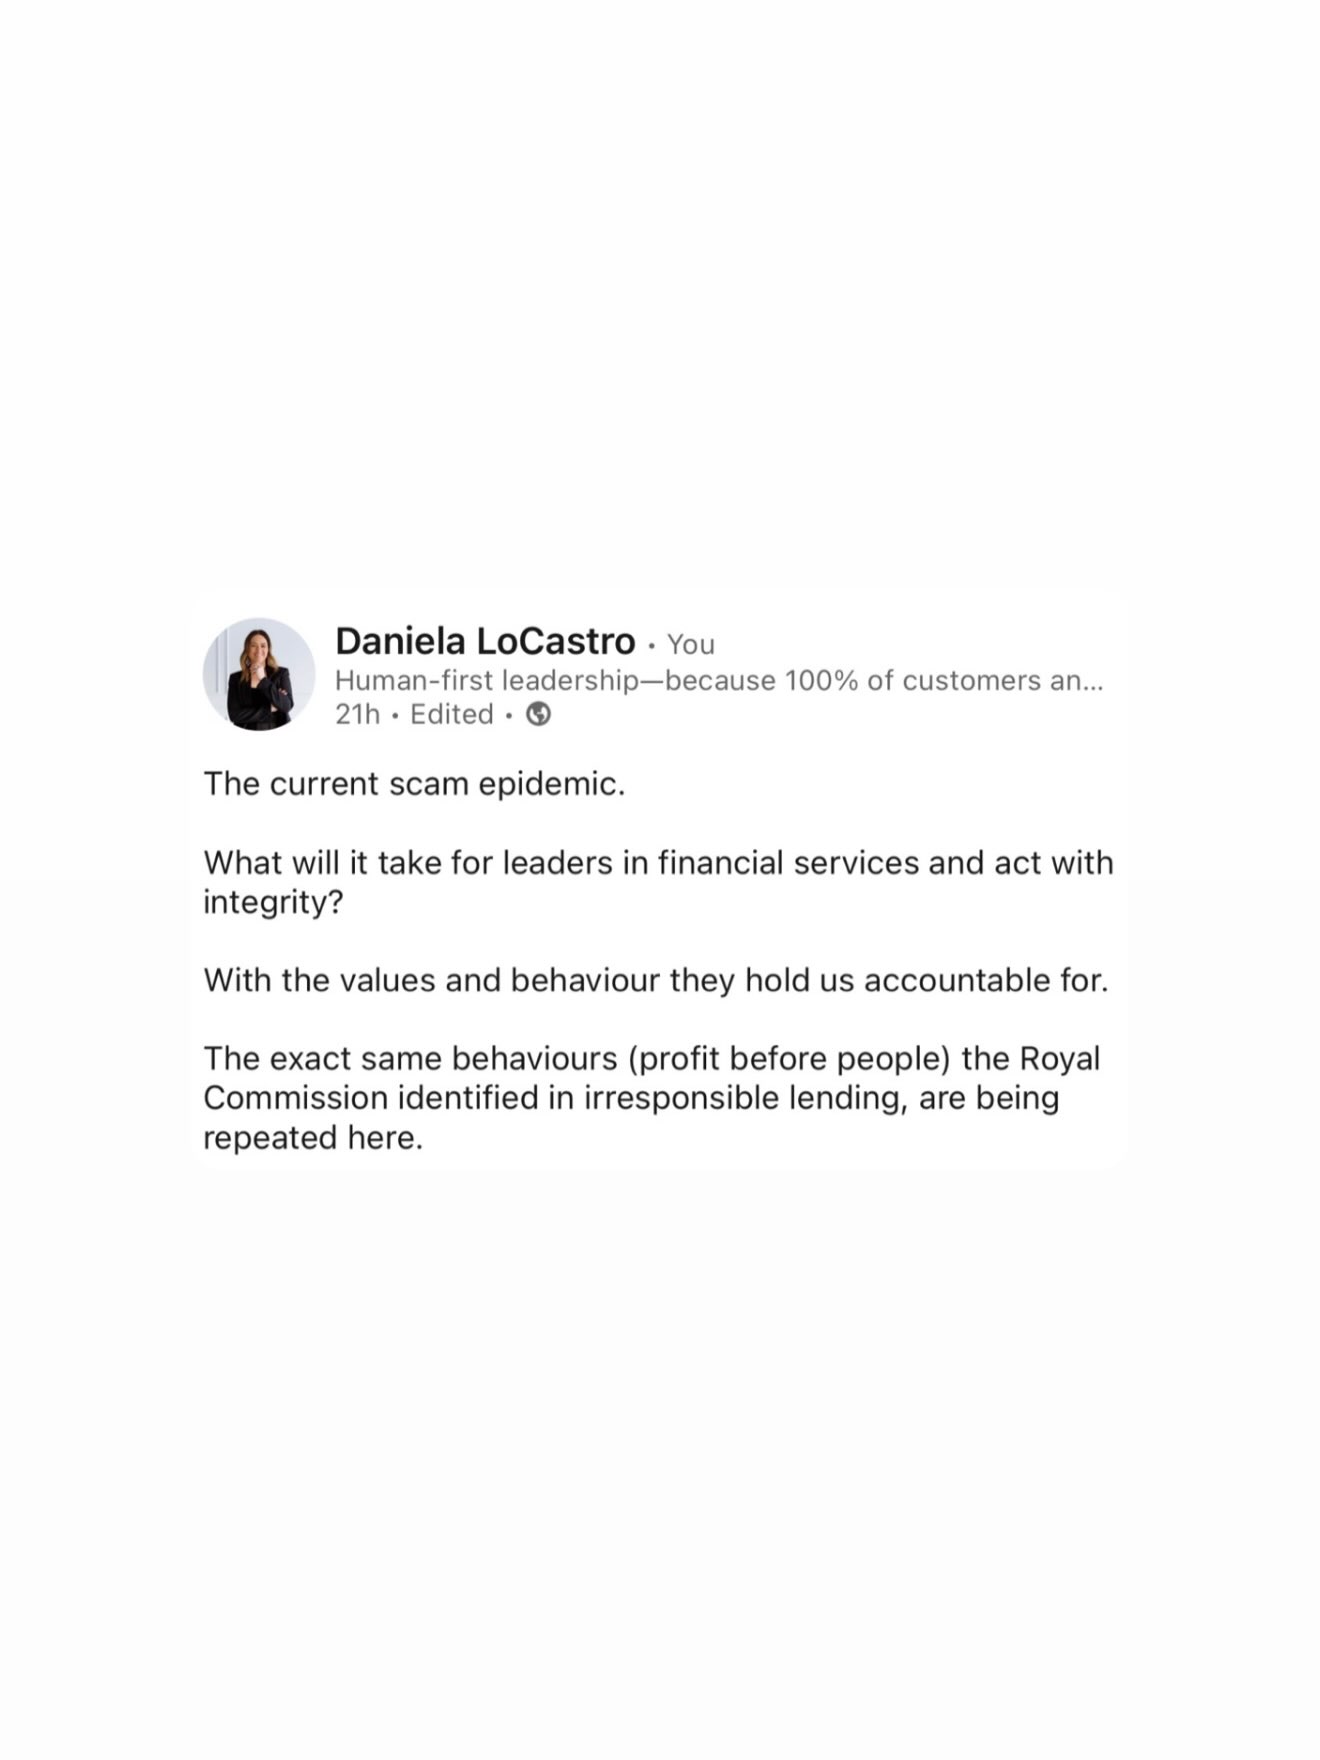 Daniela LoCastro • You
Human-first leadership—because 100% of customers an...
21h • Edited •
The current scam epidemic.
What will it take for leaders in financial services and act with
integrity?
With the values and behaviour they hold us accountable for.
The exact same behaviours (profit before people) the Royal
Commission identified in irresponsible lending, are being
repeated here.